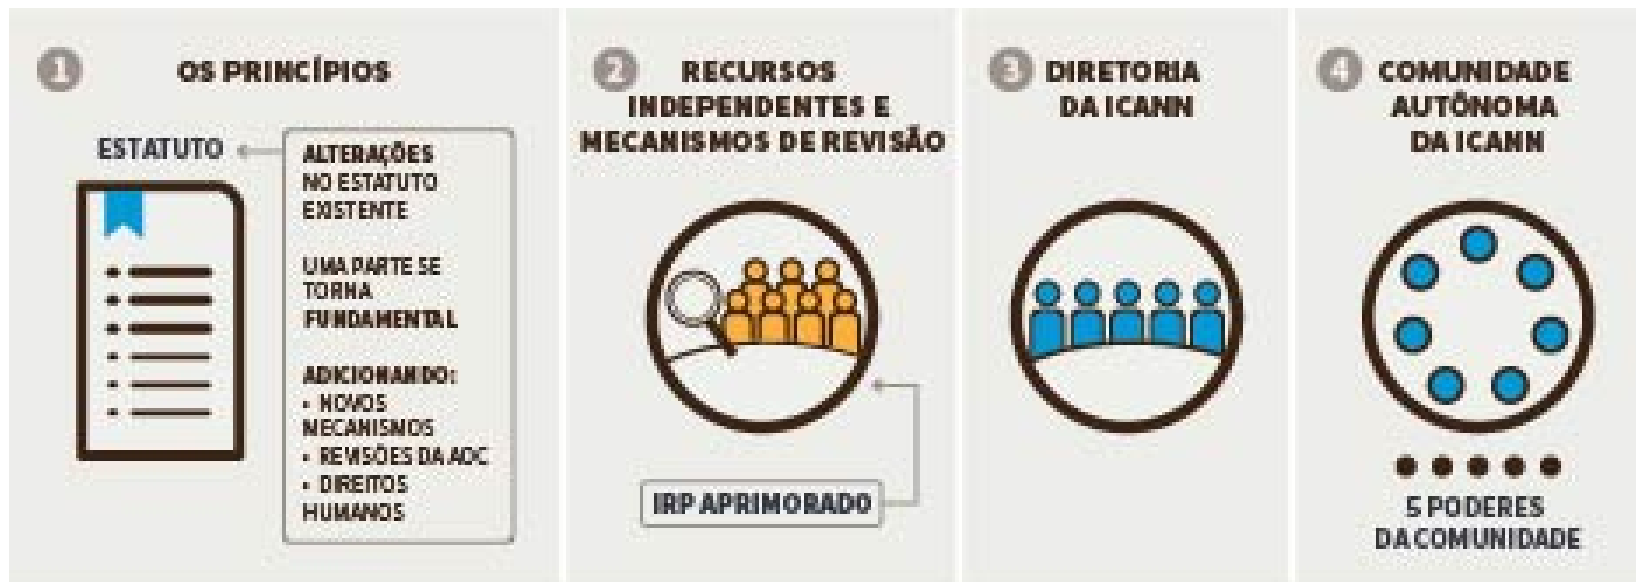 1
OS PRINCÍPIOS
ESTATUTO
ALTERAÇÕES
NO ESTATUTO
EXISTENTE
UMA PARTE SE
TORNA
FUNDAMENTAL
ADICIONANDO:
• NOVOS
MECANISMOS
• REVISÕES DA AOC
• DIREITOS
HUMANOS
2
RECURSOS
INDEPENDENTES E
MECANISMOS DE REVISÃO
IRP APRIMORADO
3
DIRETORIA
DA ICANN
4
COMUNIDADE
AUTÔNOMA
DA ICANN
5 PODERES
DA COMUNIDADE